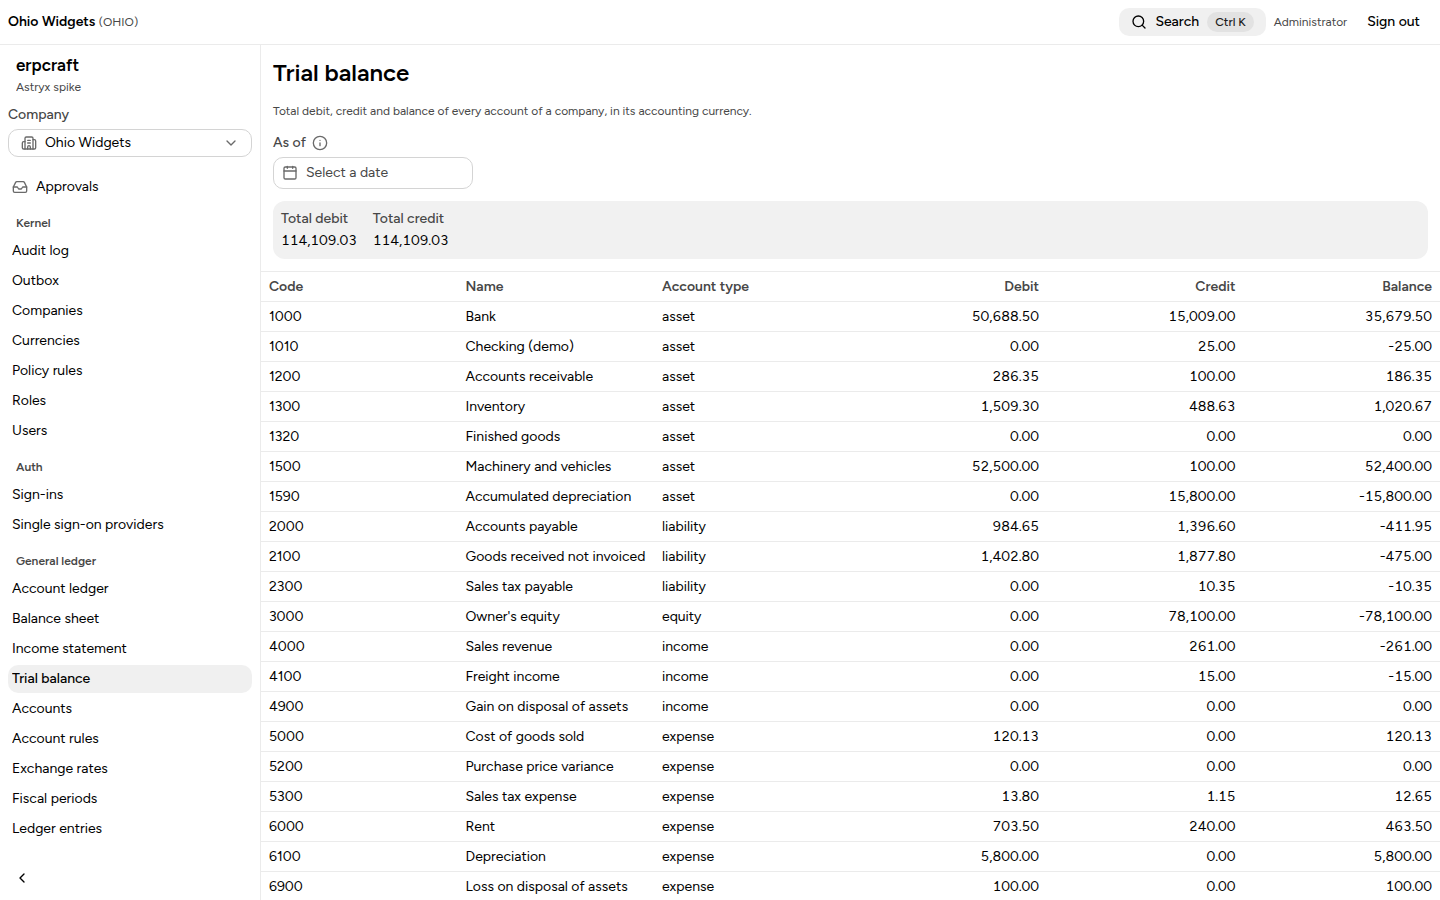 Ohio Widgets (OHIO)
Search Ctrl K Administrator Sign out
erpcraft
Astryx spike
Company
Ohio Widgets
Approvals
Kernel
Audit log
Outbox
Companies
Currencies
Policy rules
Roles
Users
Auth
Sign-ins
Single sign-on providers
General ledger
Account ledger
Balance sheet
Income statement
Trial balance
Accounts
Account rules
Exchange rates
Fiscal periods
Ledger entries
Trial balance
Total debit, credit and balance of every account of a company, in its accounting currency.
As of
Select a date
Total debit Total credit
114,109.03 114,109.03
Code Name Account type Debit Credit Balance
1000 Bank asset 50,688.50 15,009.00 35,679.50
1010 Checking (demo) asset 0.00 25.00 -25.00
1200 Accounts receivable asset 286.35 100.00 186.35
1300 Inventory asset 1,509.30 488.63 1,020.67
1320 Finished goods asset 0.00 0.00 0.00
1500 Machinery and vehicles asset 52,500.00 100.00 52,400.00
1590 Accumulated depreciation asset 0.00 15,800.00 -15,800.00
2000 Accounts payable liability 984.65 1,396.60 -411.95
2100 Goods received not invoiced liability 1,402.80 1,877.80 -475.00
2300 Sales tax payable liability 0.00 10.35 -10.35
3000 Owner's equity equity 0.00 78,100.00 -78,100.00
4000 Sales revenue income 0.00 261.00 -261.00
4100 Freight income income 0.00 15.00 -15.00
4900 Gain on disposal of assets income 0.00 0.00 0.00
5000 Cost of goods sold expense 120.13 0.00 120.13
5200 Purchase price variance expense 0.00 0.00 0.00
5300 Sales tax expense expense 13.80 1.15 12.65
6000 Rent expense 703.50 240.00 463.50
6100 Depreciation expense 5,800.00 0.00 5,800.00
6900 Loss on disposal of assets expense 100.00 0.00 100.00